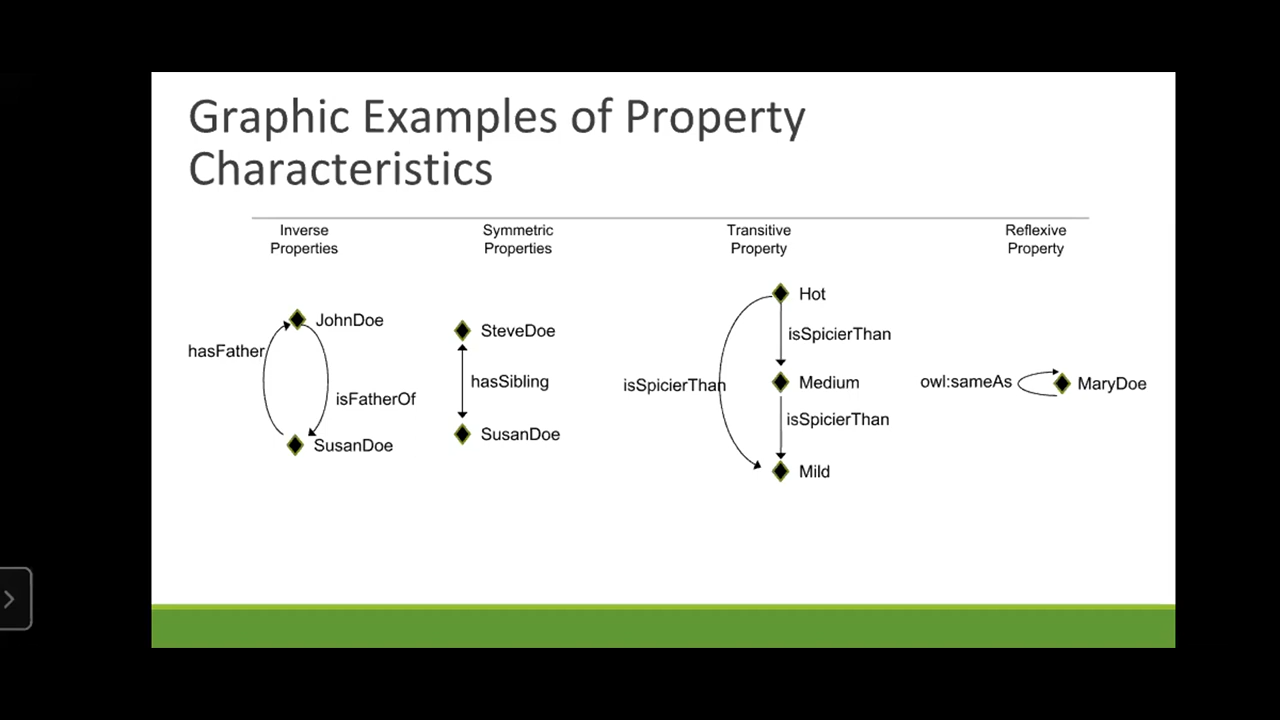 Graphic Examples of Property
Characteristics
Inverse
Properties
Symmetric
Properties
Transitive
Property
Reflexive
Property
JohnDoe
hasFather
isFatherOf
SusanDoe
SteveDoe
hasSibling
SusanDoe
Hot
isSpicierThan
isSpicierThan
Medium
isSpicierThan
Mild
owl:sameAs
MaryDoe